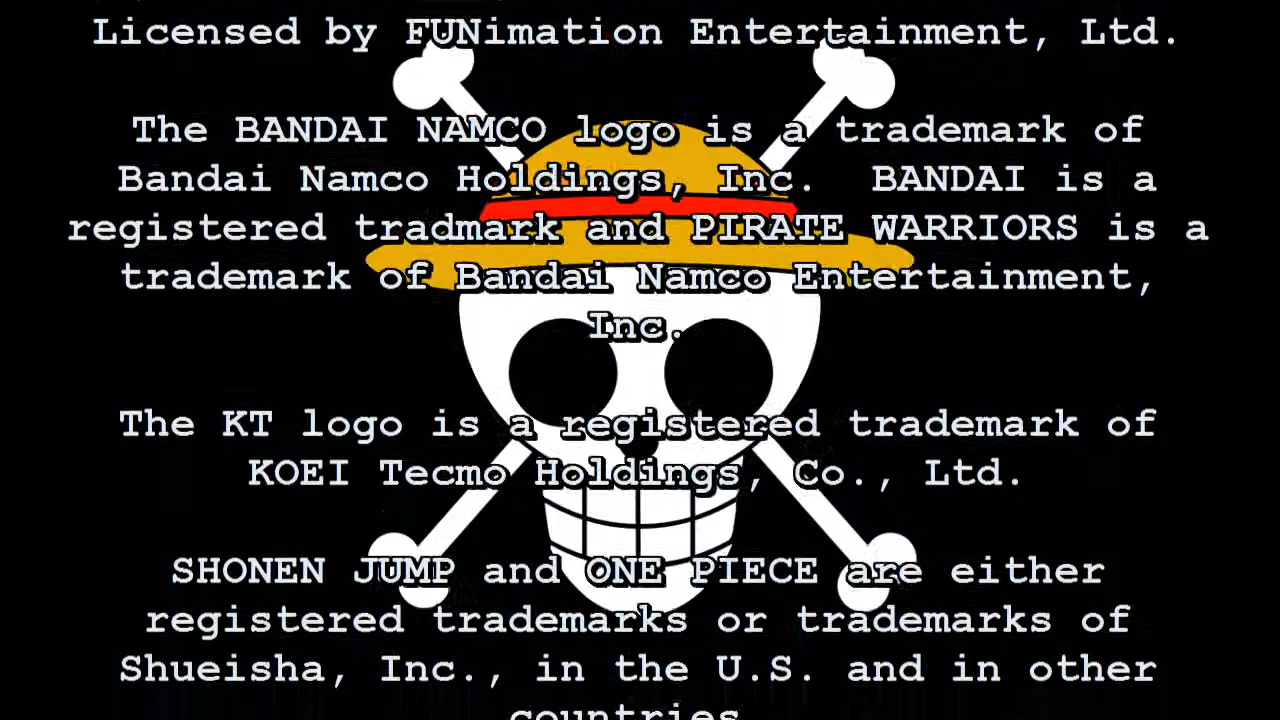 Licensed by FUNimation Entertainment, Ltd.
The BANDAI NAMCO logo is a trademark of
Bandai Namco Holdings, Inc.  BANDAI is a
registered tradmark and PIRATE WARRIORS is a
trademark of Bandai Namco Entertainment,
Inc.
The KT logo is a registered trademark of
KOEI Tecmo Holdings, Co., Ltd.
SHONEN JUMP and ONE PIECE are either
registered trademarks or trademarks of
Shueisha, Inc., in the U.S. and in other
countries